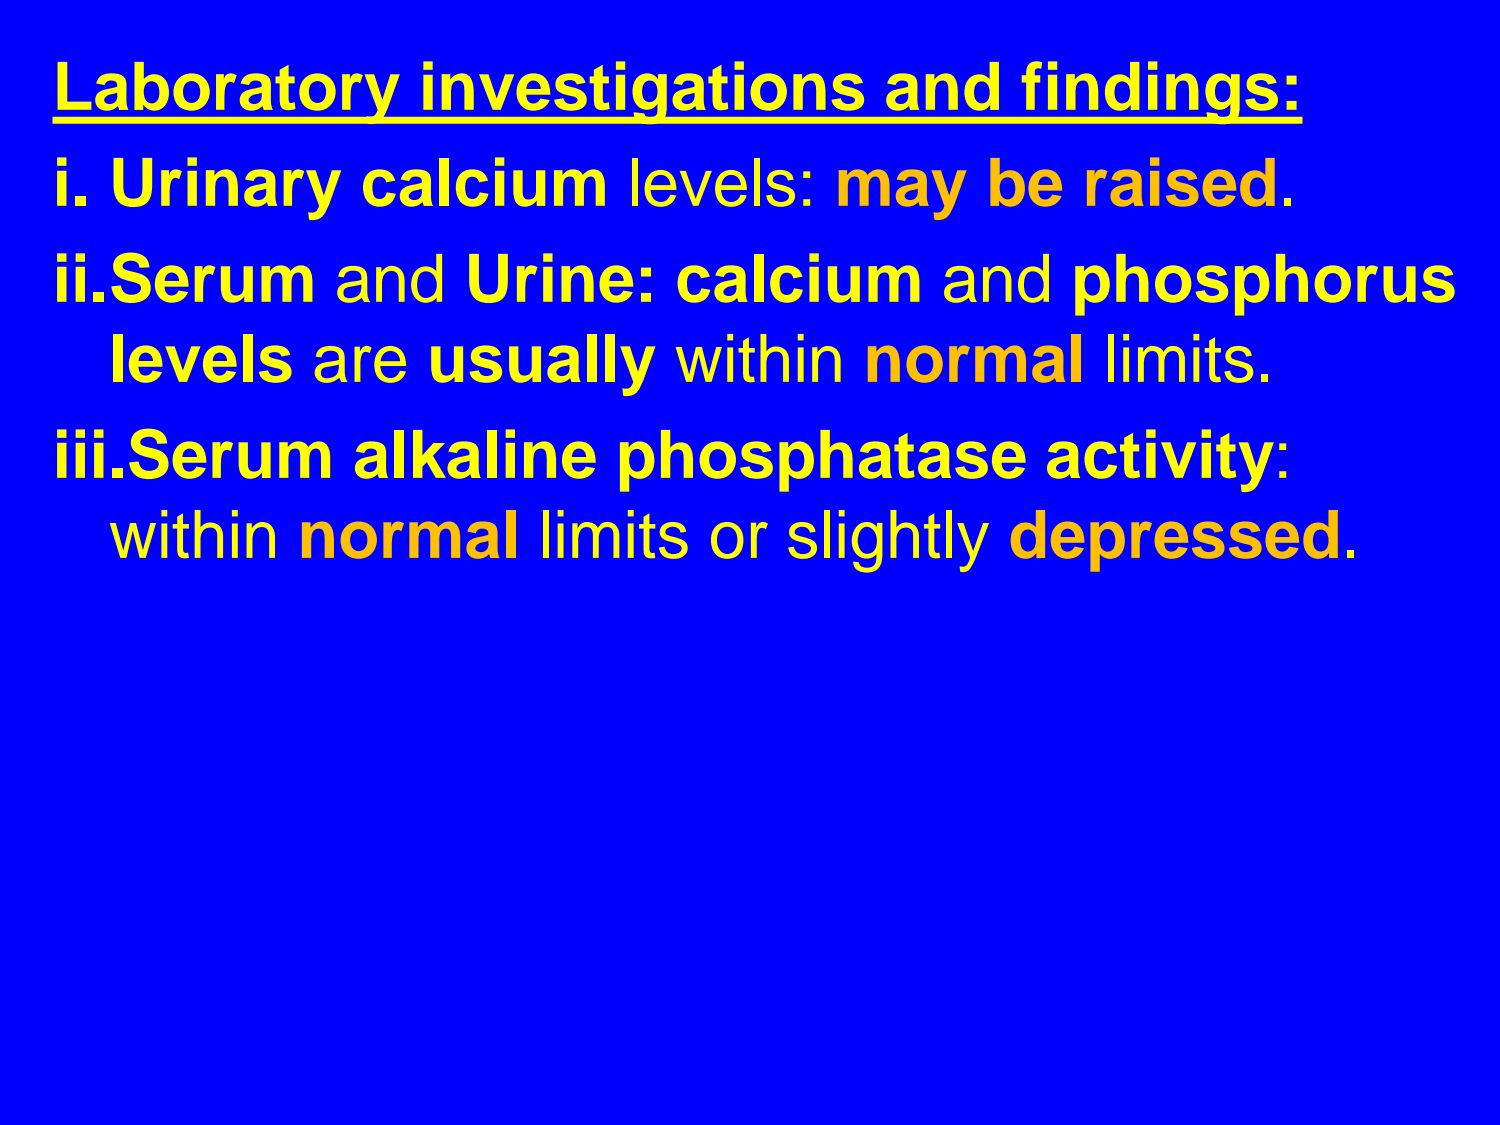 Laboratory investigations and findings:
i. Urinary calcium levels: may be raised.
ii.Serum and Urine: calcium and phosphorus
levels are usually within normal limits.
iii.Serum alkaline phosphatase activity:
within normal limits or slightly depressed.